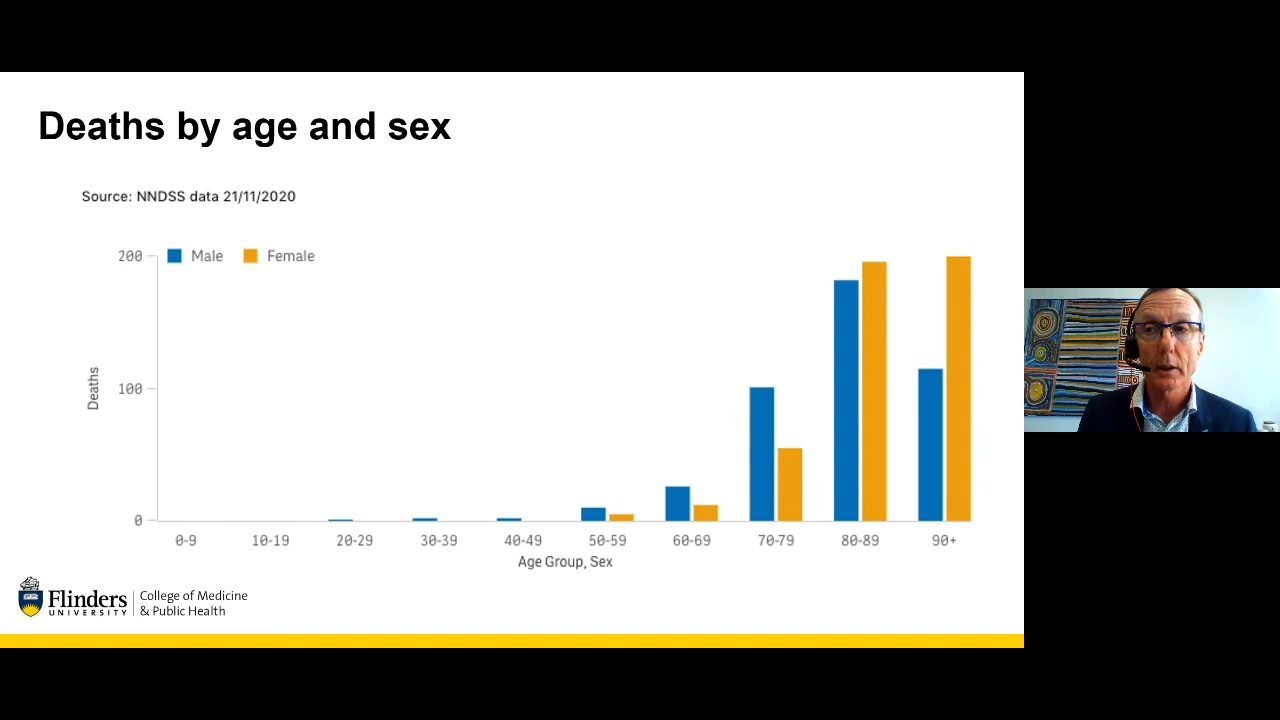 Deaths by age and sex
Source: NNDSS data 21/11/2020
Male Female
200
100
0
Deaths
0-9 10-19 20-29 30-39 40-49 50-59 60-69 70-79 80-89 90+
Age Group, Sex
Flinders
UNIVERSITY
College of Medicine
& Public Health